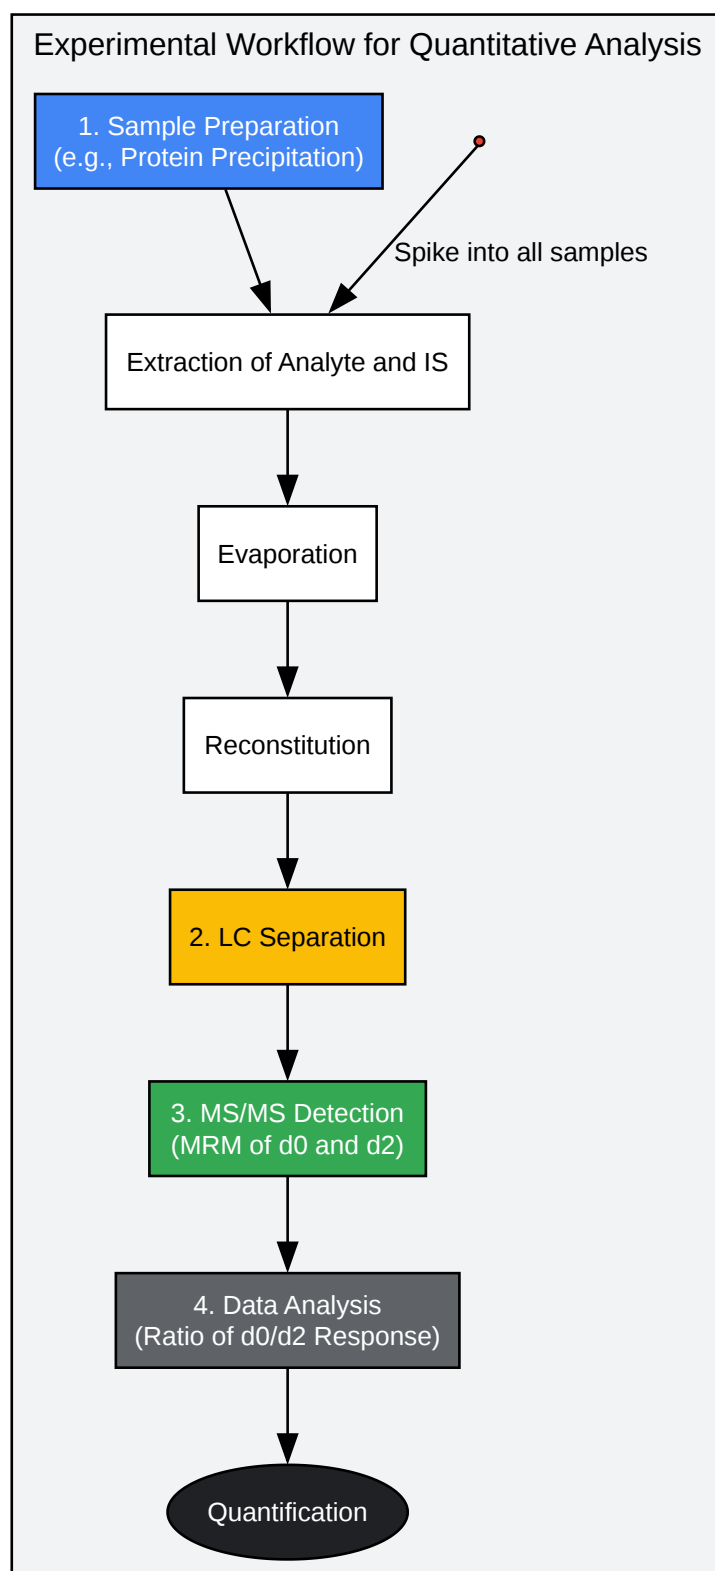 Experimental Workflow for Quantitative Analysis
1. Sample Preparation
(e.g., Protein Precipitation)
Spike into all samples
Extraction of Analyte and IS
Evaporation
Reconstitution
2. LC Separation
3. MS/MS Detection
(MRM of d0 and d2)
4. Data Analysis
(Ratio of d0/d2 Response)
Quantification